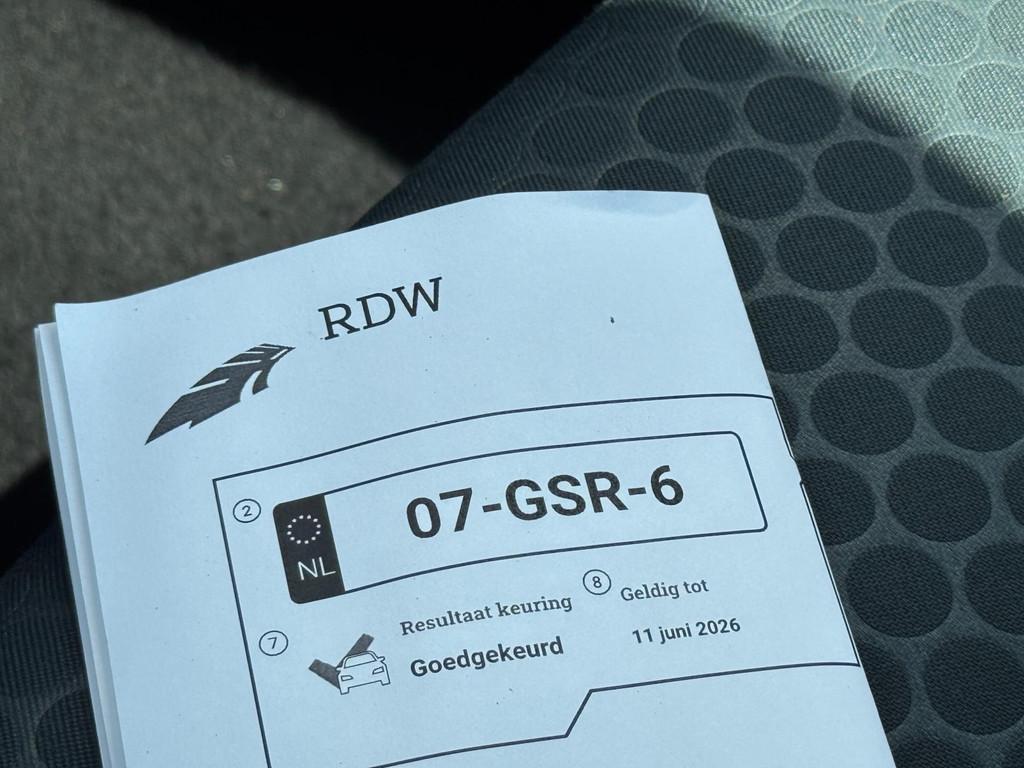 RDW
2
NL
07-GSR-6
7
Resultaat keuring
Goedgekeurd
8
Geldig tot
11 juni 2026